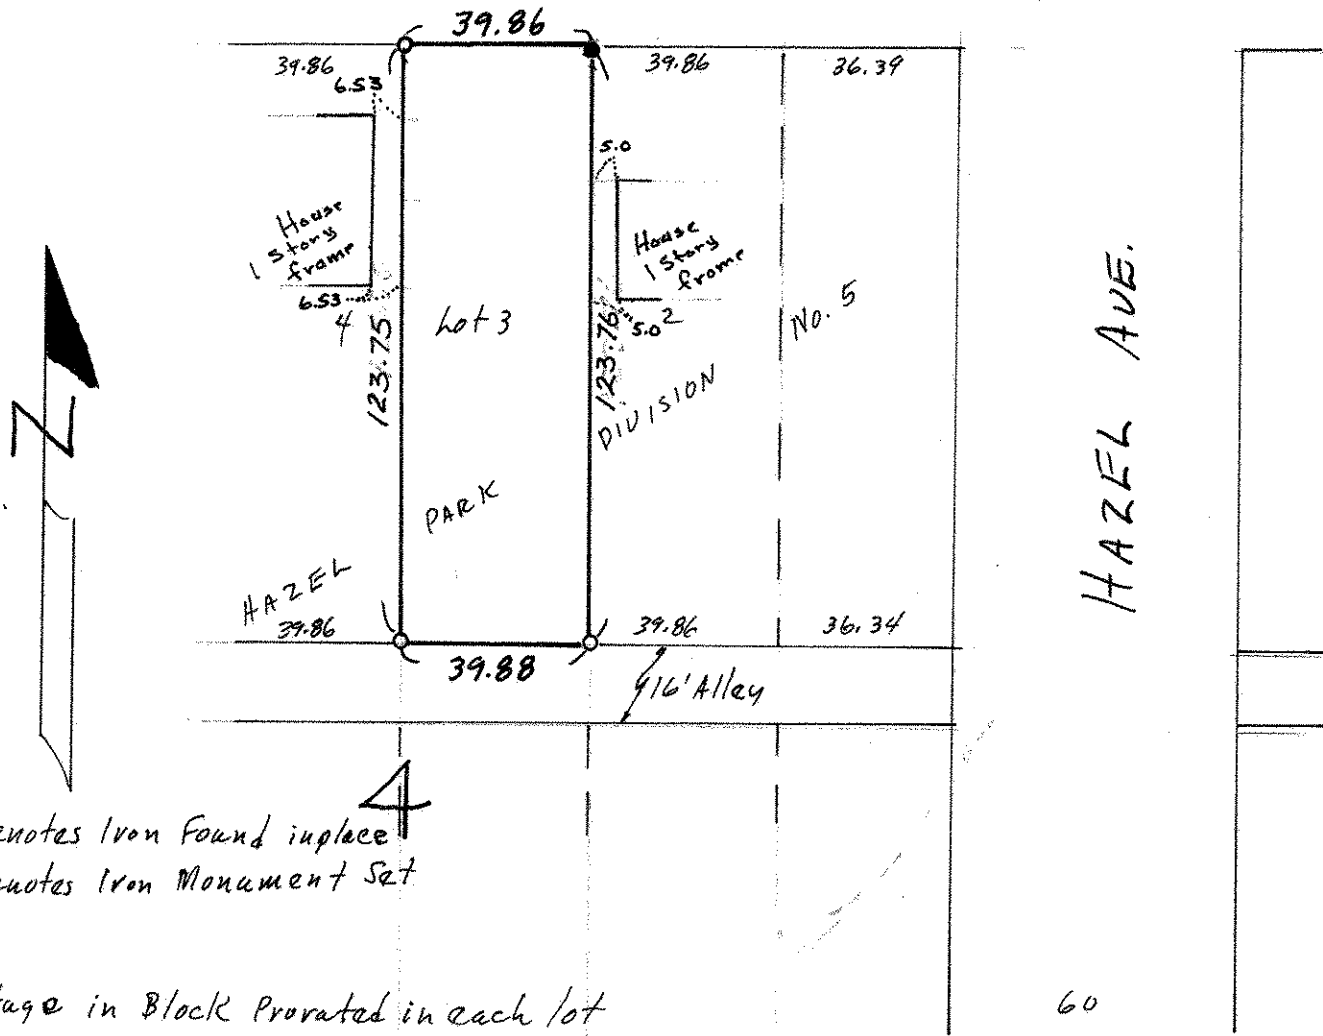 39.86
39.86
39.86
36.39
6.53
5.0
House
1 Story
frame
House
1 Story
frame
6.53
4
Lot 3
5.0
2
No. 5
123.75
123.76
DIVISION
PARK
HAZEL
HAZEL AVE.
N
39.86
39.86
36.34
39.88
16' Alley
4
enotes Iron Found inplace
enotes Iron Monument Set
tage in Block Prorated in each lot
60